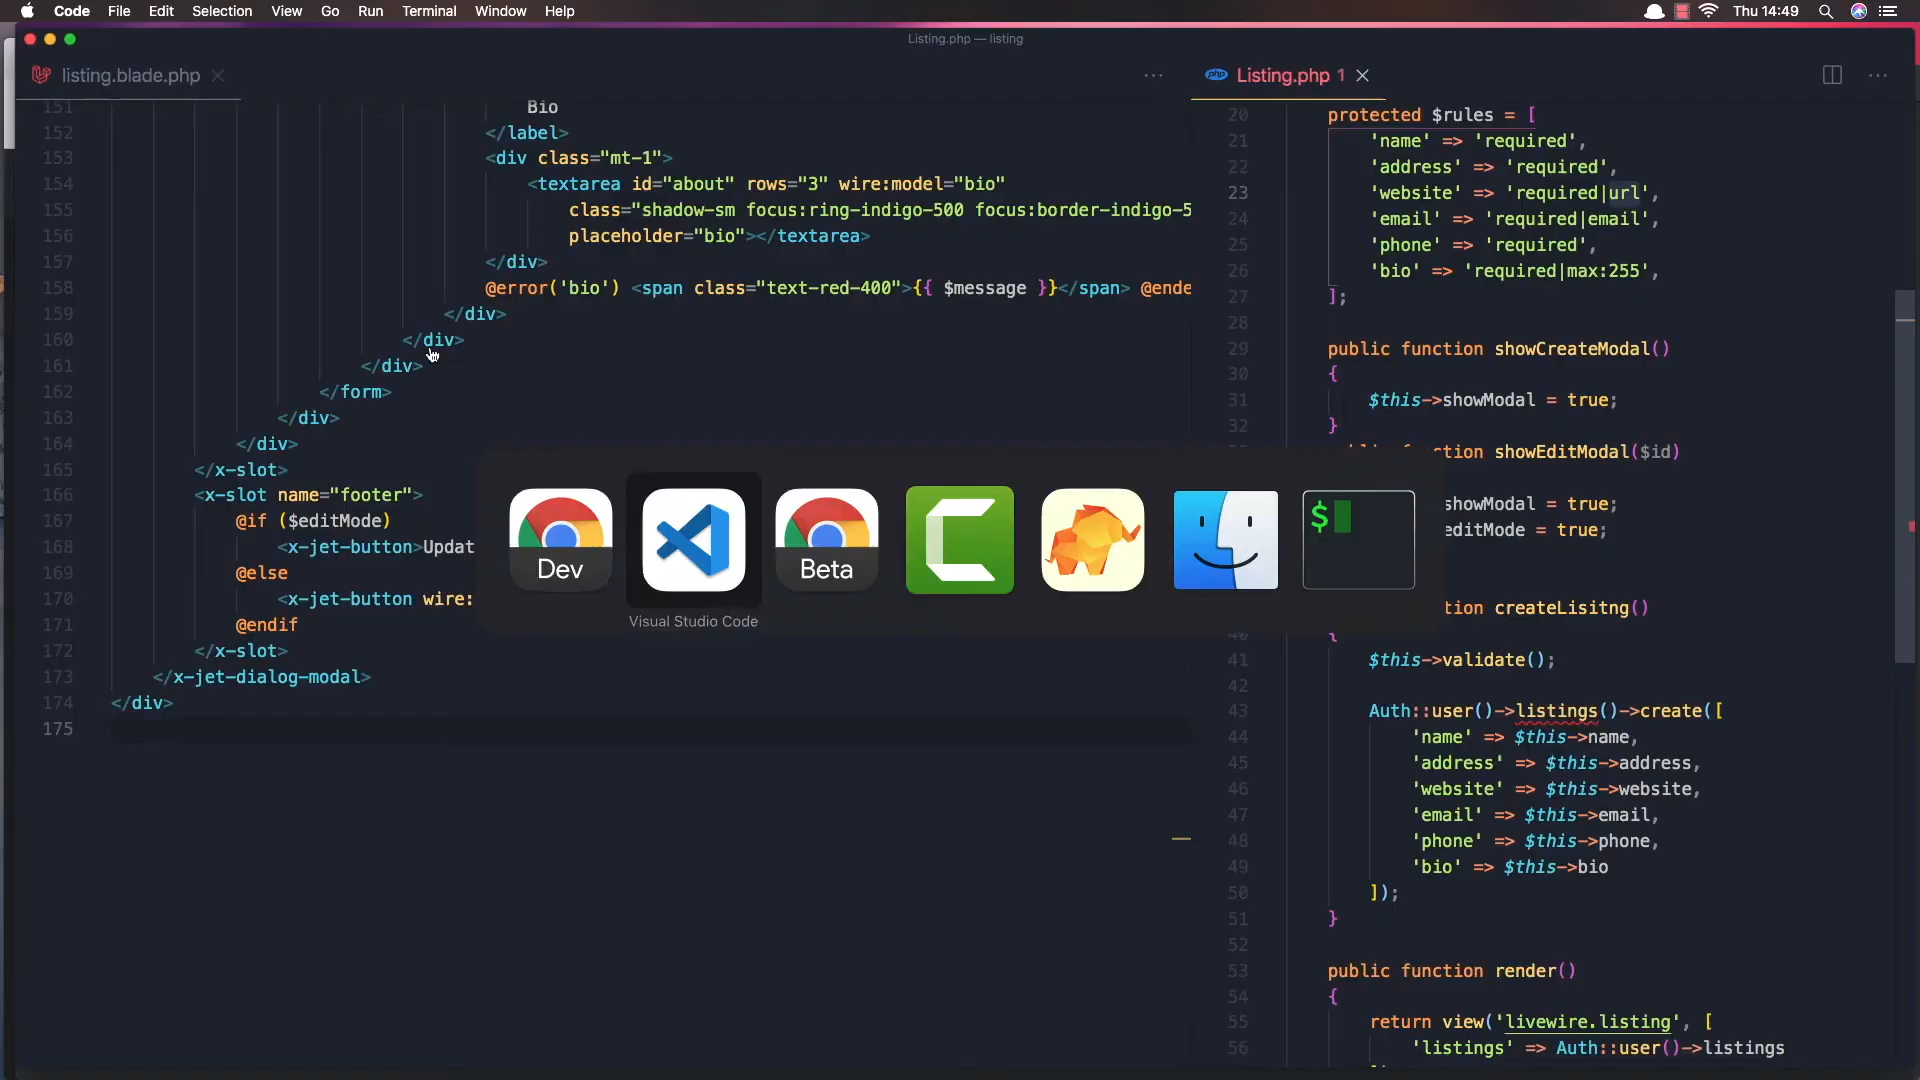 Code File Edit Selection View Go Run Terminal Window Help Thu 14:49
Listing.php — listing
listing.blade.php
151 Bio
152 </label>
153 <div class="mt-1">
154 <textarea id="about" rows="3" wire:model="bio"
155 class="shadow-sm focus:ring-indigo-500 focus:border-indigo-5
156 placeholder="bio"></textarea>
157 </div>
158 @error('bio') <span class="text-red-400">{{ $message }}</span> @ende
159 </div>
160 </div>
161 </div>
162 </form>
163 </div>
164 </div>
165 </x-slot>
166 <x-slot name="footer">
167 @if ($editMode)
168 <x-jet-button>Updat
169 @else
170 <x-jet-button wire:
171 @endif
172 </x-slot>
173 </x-jet-dialog-modal>
174 </div>
175
php Listing.php 1
20 protected $rules = [
21 'name' => 'required',
22 'address' => 'required',
23 'website' => 'required|url',
24 'email' => 'required|email',
25 'phone' => 'required',
26 'bio' => 'required|max:255',
27 ];
28
29 public function showCreateModal()
30 {
31 $this->showModal = true;
32 }
ction showEditModal($id)
showModal = true;
editMode = true;
tion createLisitng()
40 {
41 $this->validate();
42
43 Auth::user()->listings()->create([
44 'name' => $this->name,
45 'address' => $this->address,
46 'website' => $this->website,
47 'email' => $this->email,
48 'phone' => $this->phone,
49 'bio' => $this->bio
50 ]);
51 }
52
53 public function render()
54 {
55 return view('livewire.listing', [
56 'listings' => Auth::user()->listings
Dev
Beta
$
Visual Studio Code